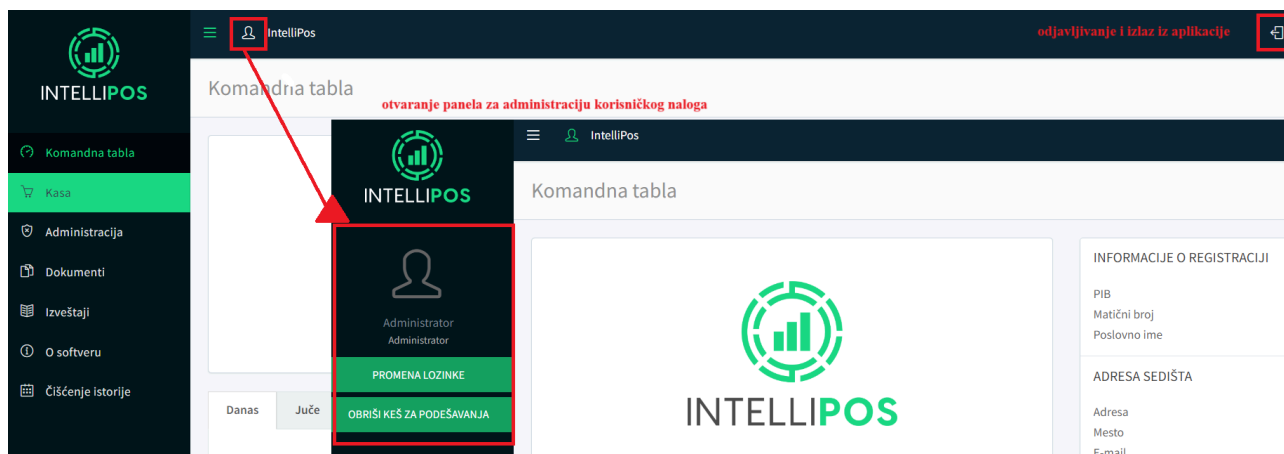 INTELLIPOS
IntelliPos
odjavljivanje i izlaz iz aplikacije
Komandna tabla
otvaranje panela za administraciju korisničkog naloga
Komandna tabla
Kasa
Administracija
Dokumenti
Izveštaji
O softveru
Čišćenje istorije
Danas
Juče
INTELLIPOS
IntelliPos
Komandna tabla
Administrator
Administrator
PROMENA LOZINKE
OBRIŠI KEŠ ZA PODEŠAVANJA
INTELLIPOS
INFORMACIJE O REGISTRACIJI
PIB
Matični broj
Poslovno ime
ADRESA SEDIŠTA
Adresa
Mesto
E-mail